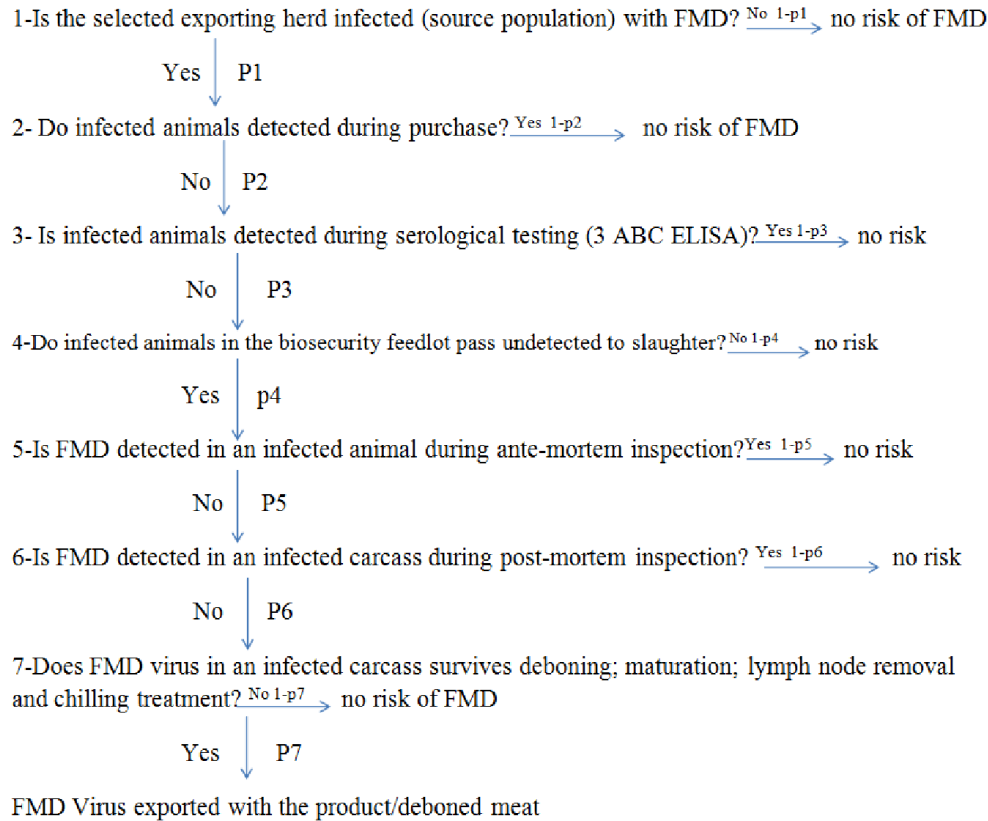 1-Is the selected exporting herd infected (source population) with FMD? No 1-p1 no risk of FMD
Yes P1
2- Do infected animals detected during purchase? Yes 1-p2 no risk of FMD
No P2
3- Is infected animals detected during serological testing (3 ABC ELISA)? Yes 1-p3 no risk
No P3
4-Do infected animals in the biosecurity feedlot pass undetected to slaughter? No 1-p4 no risk
Yes p4
5-Is FMD detected in an infected animal during ante-mortem inspection? Yes 1-p5 no risk
No P5
6-Is FMD detected in an infected carcass during post-mortem inspection? Yes 1-p6 no risk
No P6
7-Does FMD virus in an infected carcass survives deboning; maturation; lymph node removal
and chilling treatment? No 1-p7 no risk of FMD
Yes P7
FMD Virus exported with the product/deboned meat